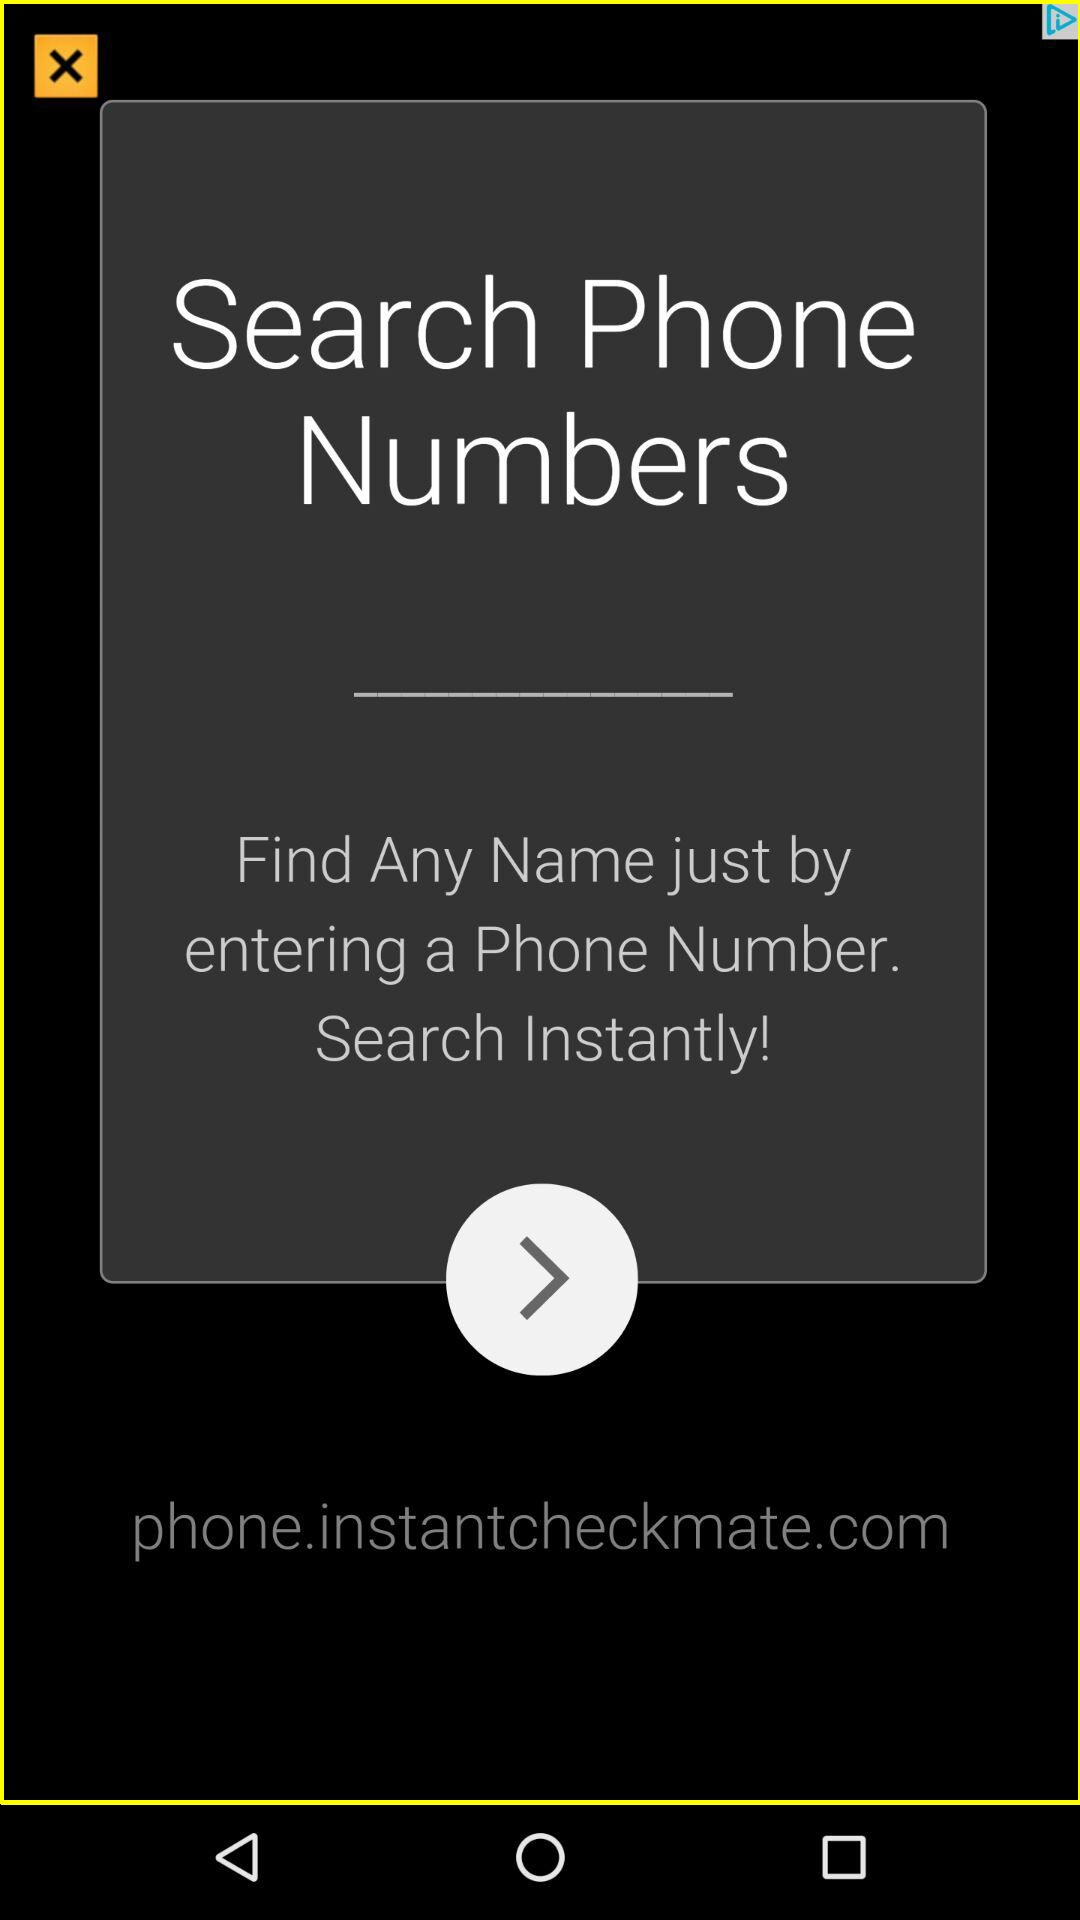 Search Phone
Numbers
Find Any Name just by
entering a Phone Number.
Search Instantly!
phone.instantcheckmate.com